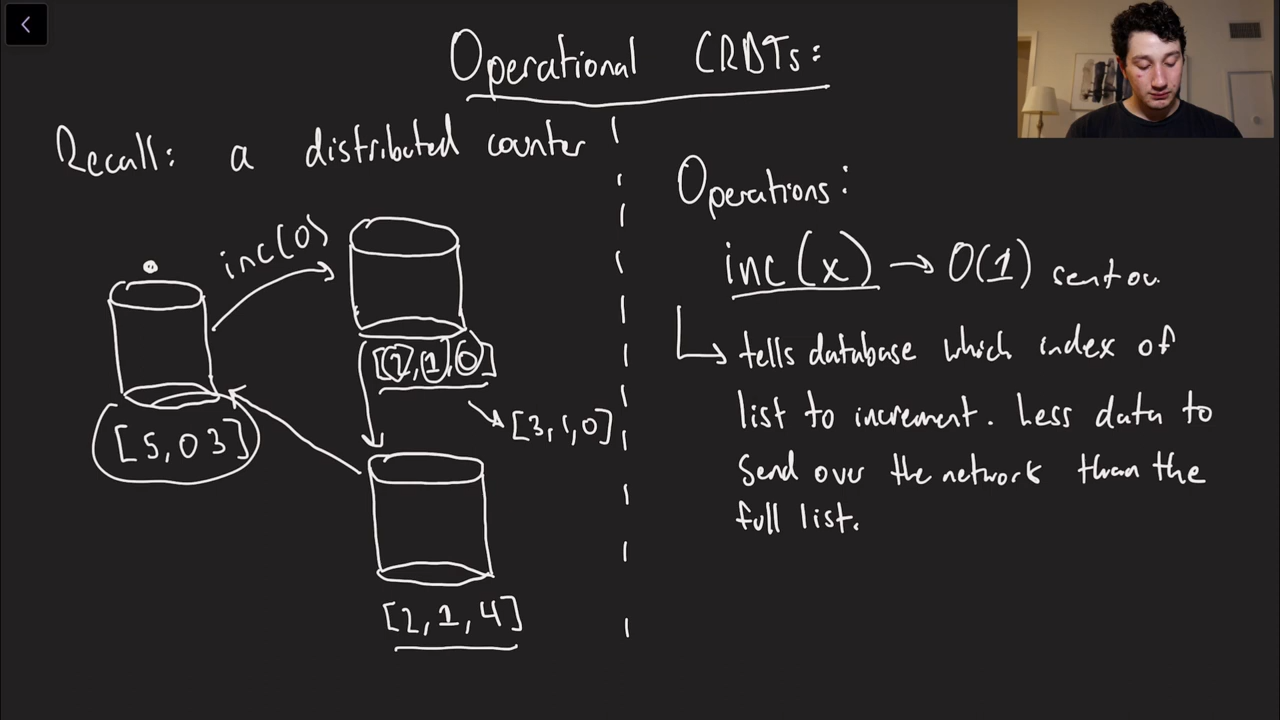 Operational CRDTs:
Recall: a distributed counter
inc(0)
[2,1,0]
[3,1,0]
[5,0 3]
[2,1,4]
Operations:
inc(x) → O(1) sent ou
tells database which index of
list to increment. Less data to
send over the network than the
full list.